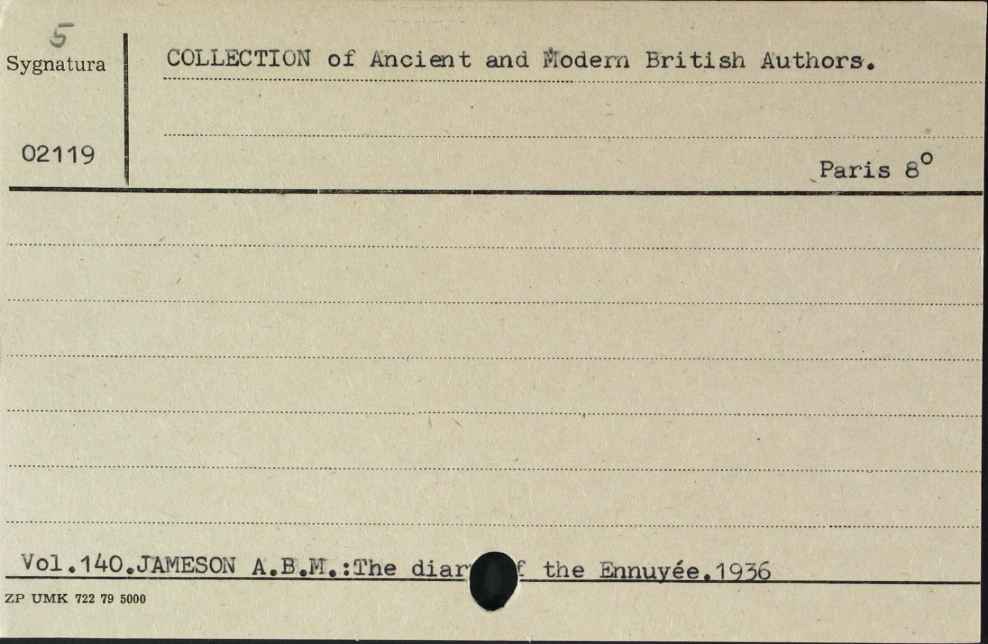 5
Sygnatura
COLLECTION of Ancient and Modern British Authors.
02119
Paris 8º
Vol.140.JAMESON A.B.M.:The diar f the Ennuyée.1936
ZP UMK 722 79 5000